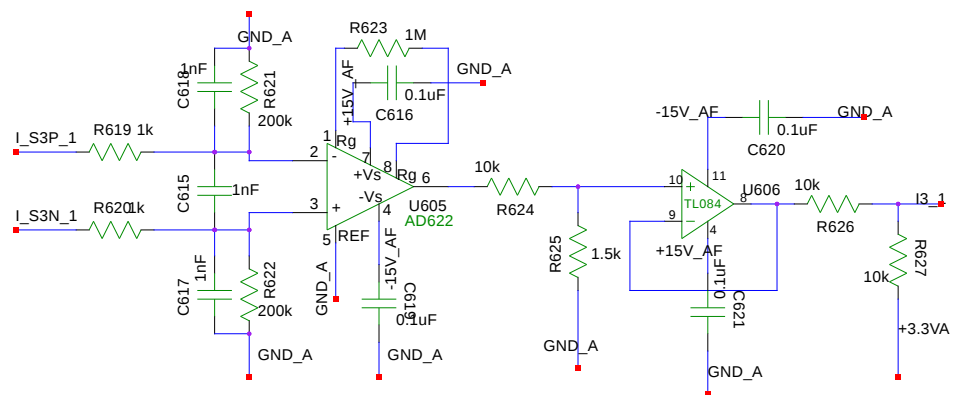 GND_A
R623
1M
1nF
C618
R621
200k
+15V_AF
GND_A
0.1uF
C616
I_S3P_1
R619 1k
1 Rg
2 -
7
+Vs
8 Rg
6
C615
1nF
-Vs
U605
AD622
I_S3N_1
R620 1k
3 +
4
5 REF
1nF
C617
R622
200k
GND_A
GND_A
-15V_AF
C619
0.1uF
GND_A
10k
R624
R625
1.5k
GND_A
-15V_AF
0.1uF
C620
GND_A
10 +
11
TL084
8
U606
9 -
4
+15V_AF
0.1uF
C621
GND_A
10k
R626
I3_1
R627
10k
+3.3VA